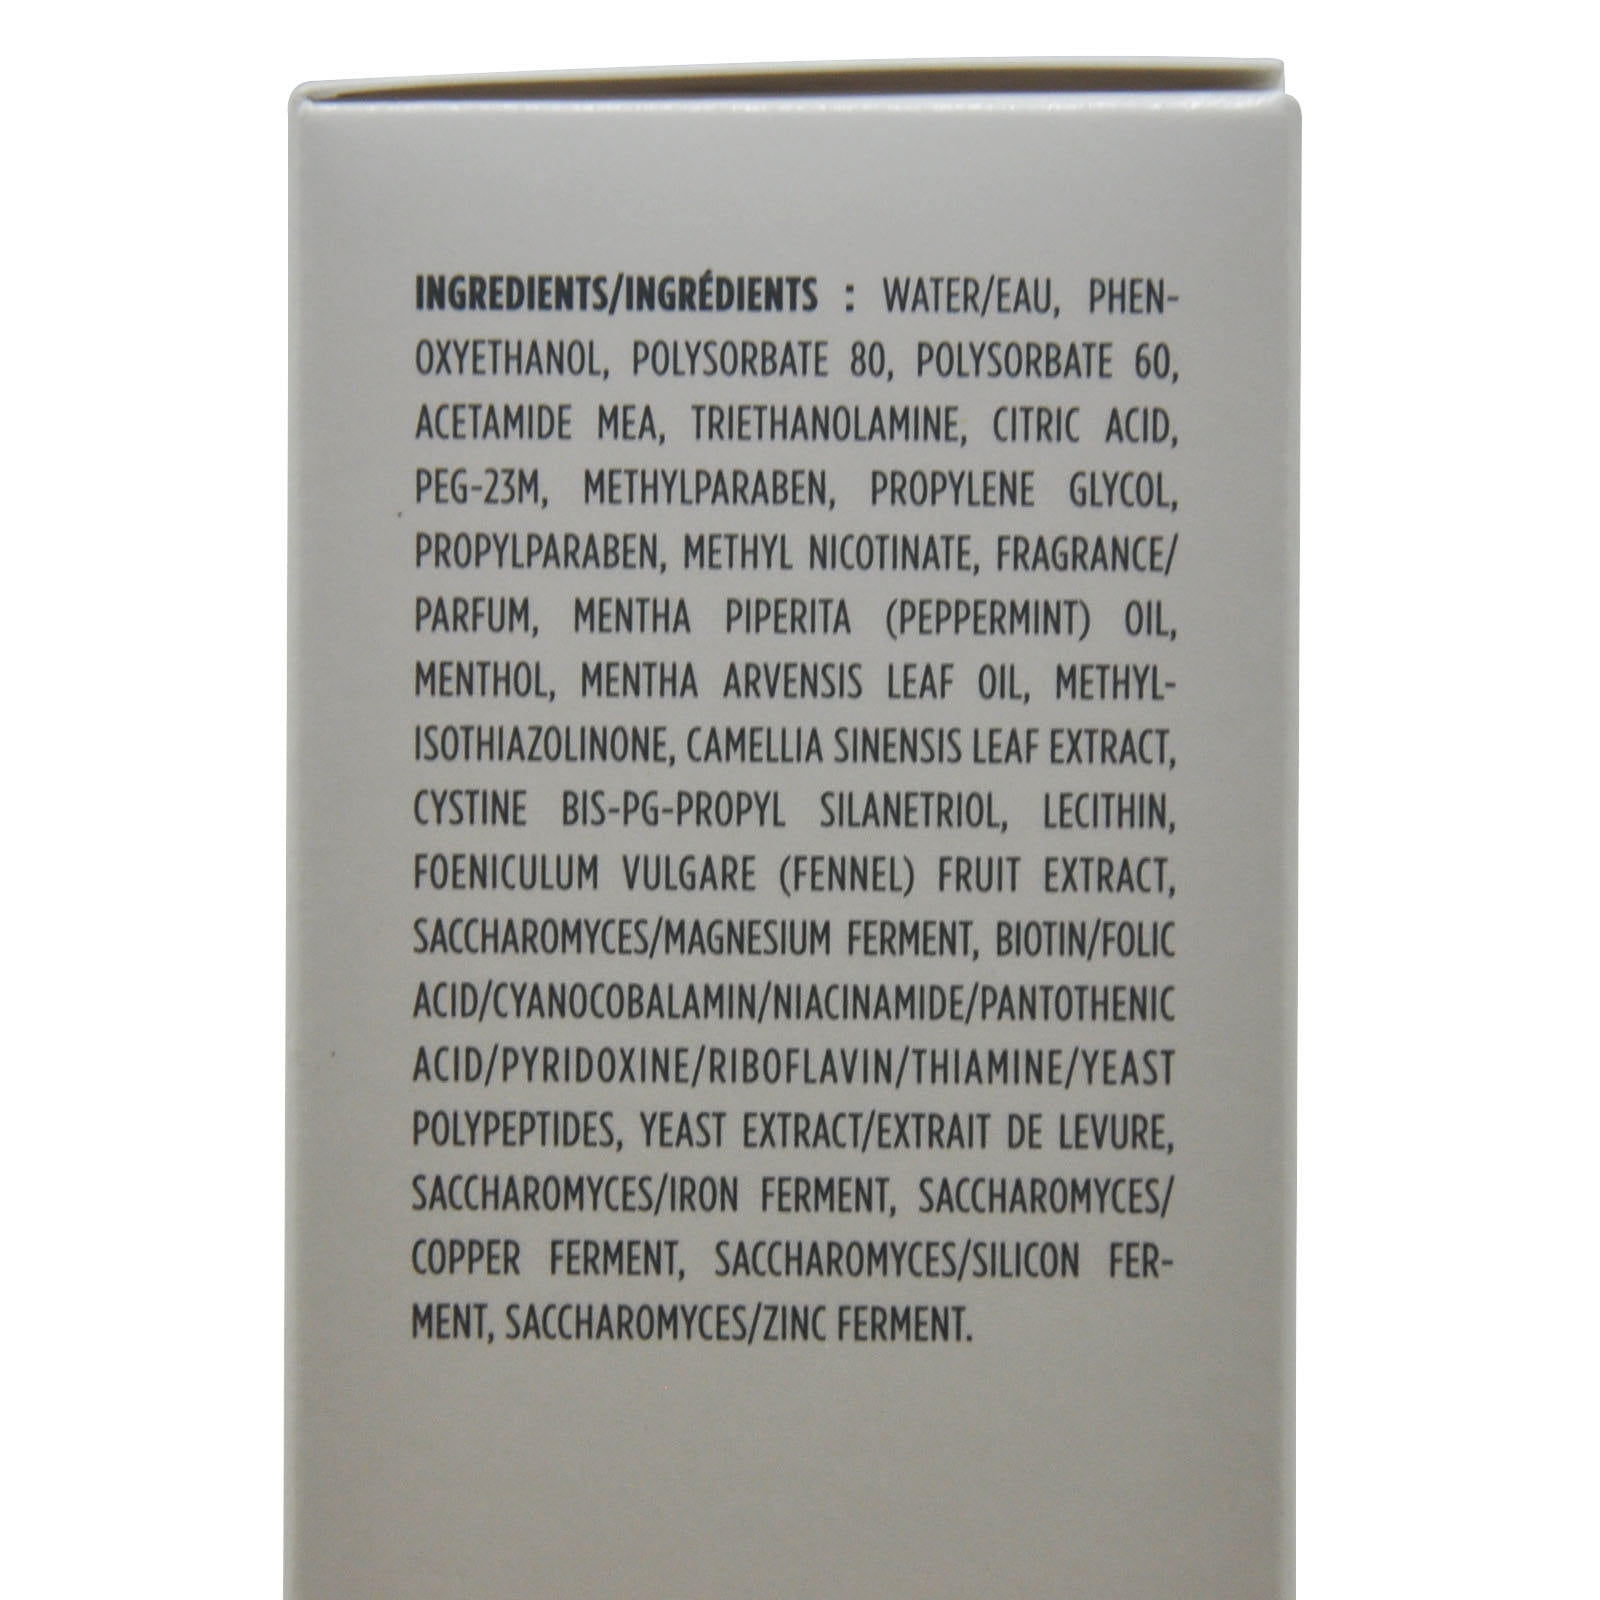 INGREDIENTS/INGRÉDIENTS : WATER/EAU, PHEN-
OXYETHANOL, POLYSORBATE 80, POLYSORBATE 60,
ACETAMIDE MEA, TRIETHANOLAMINE, CITRIC ACID,
PEG-23M, METHYLPARABEN, PROPYLENE GLYCOL,
PROPYLPARABEN, METHYL NICOTINATE, FRAGRANCE/
PARFUM, MENTHA PIPERITA (PEPPERMINT) OIL,
MENTHOL, MENTHA ARVENSIS LEAF OIL, METHYL-
ISOTHIAZOLINONE, CAMELLIA SINENSIS LEAF EXTRACT,
CYSTINE BIS-PG-PROPYL SILANETRIOL, LECITHIN,
FOENICULUM VULGARE (FENNEL) FRUIT EXTRACT,
SACCHAROMYCES/MAGNESIUM FERMENT, BIOTIN/FOLIC
ACID/CYANOCOBALAMIN/NIACINAMIDE/PANTOTHENIC
ACID/PYRIDOXINE/RIBOFLAVIN/THIAMINE/YEAST
POLYPEPTIDES, YEAST EXTRACT/EXTRAIT DE LEVURE,
SACCHAROMYCES/IRON FERMENT, SACCHAROMYCES/
COPPER FERMENT, SACCHAROMYCES/SILICON FER-
MENT, SACCHAROMYCES/ZINC FERMENT.